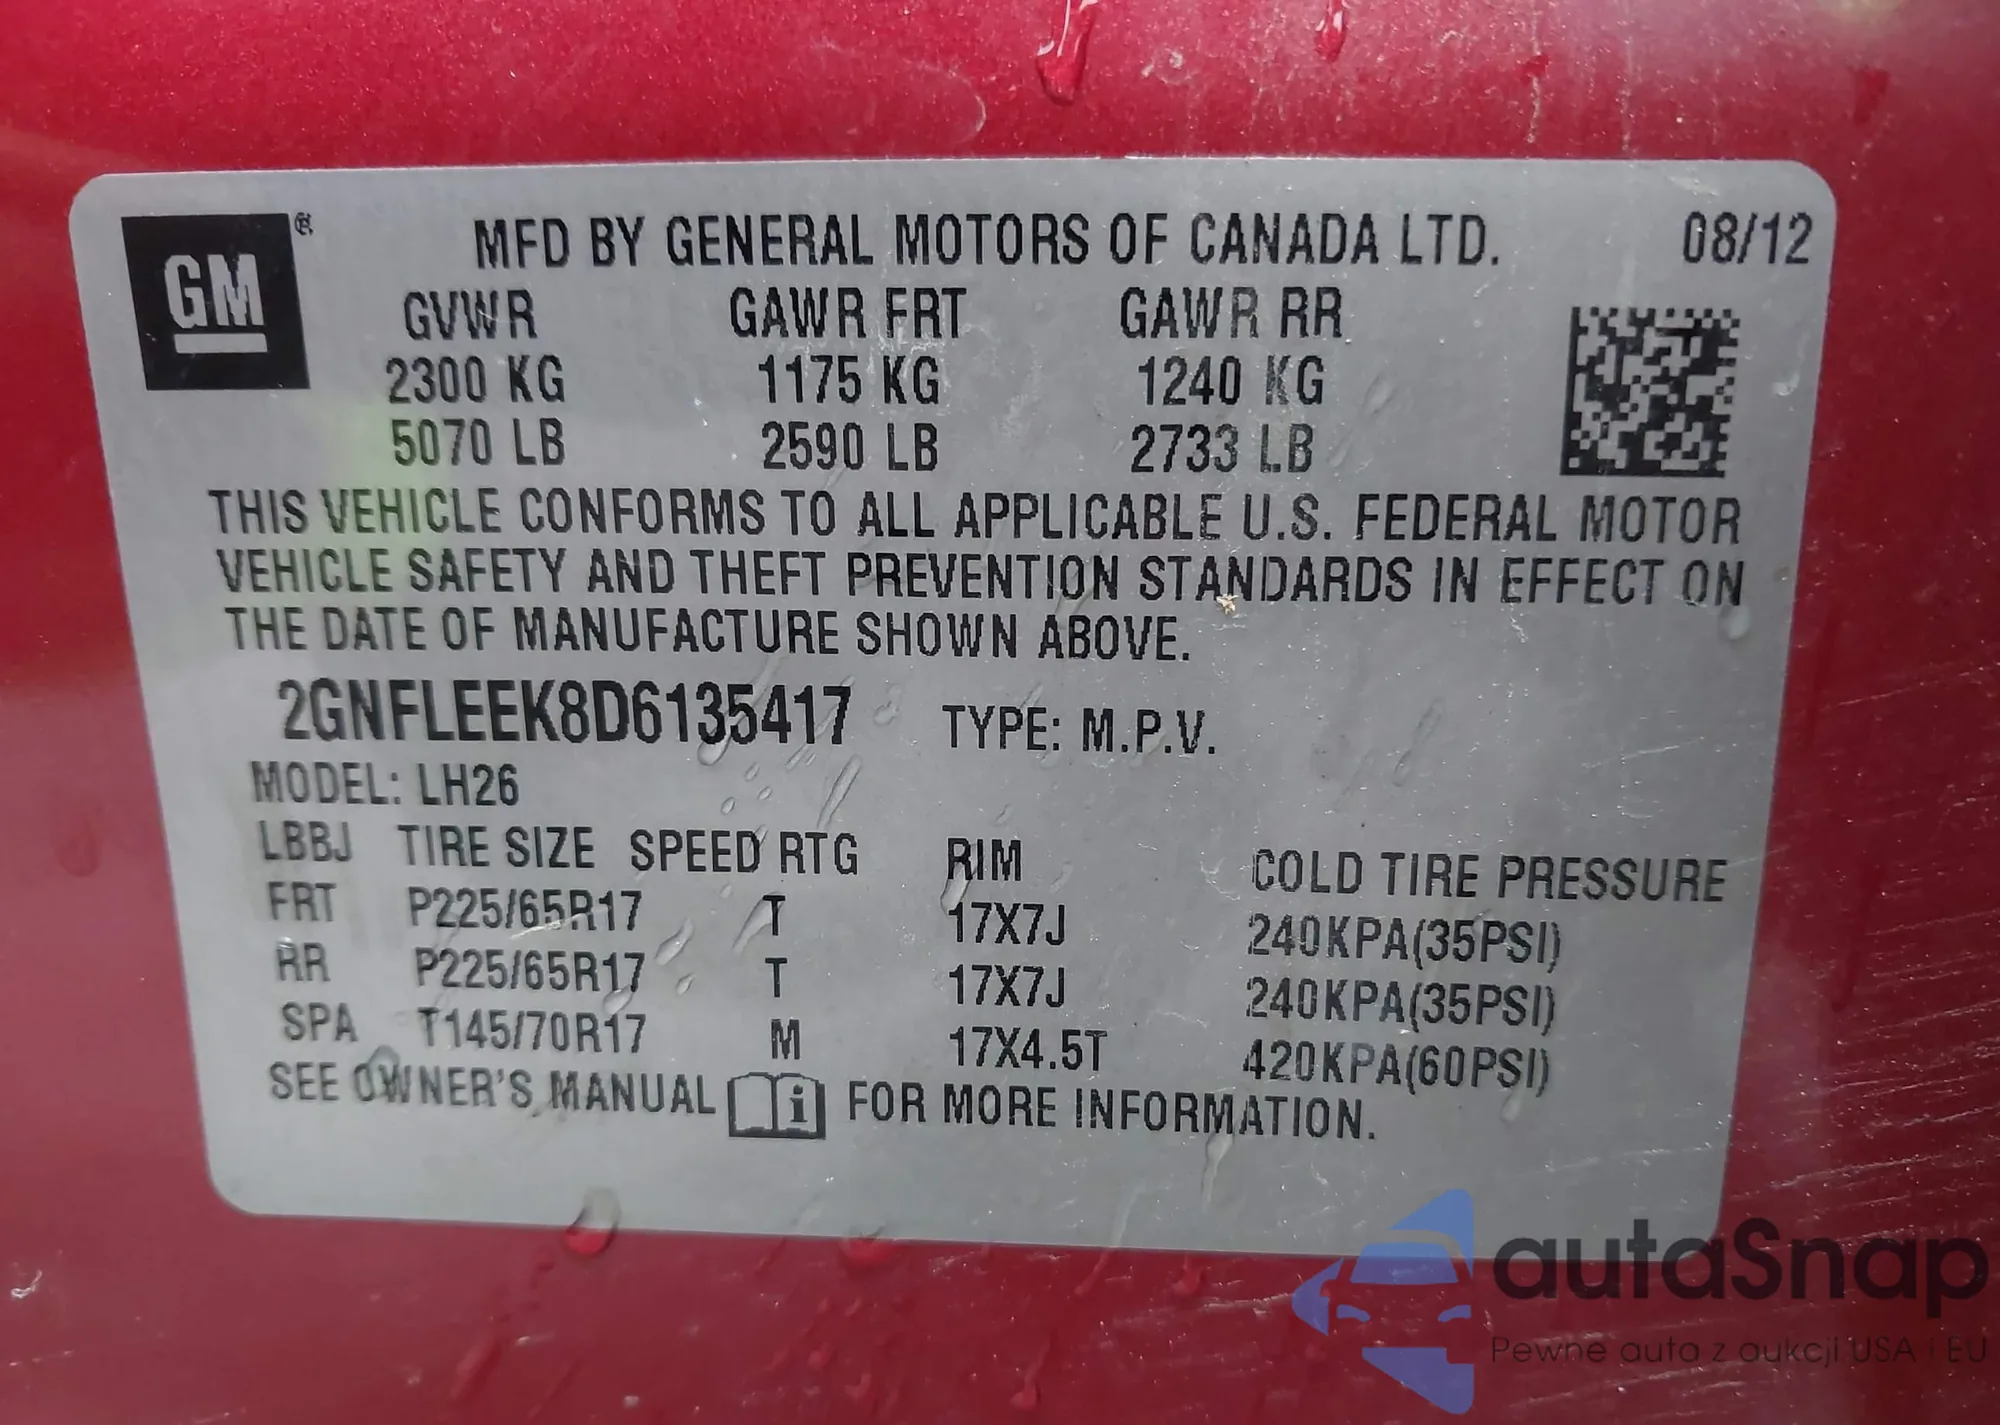 GM ® MFD BY GENERAL MOTORS OF CANADA LTD. 08/12
GVWR GAWR FRT GAWR RR
2300 KG 1175 KG 1240 KG
5070 LB 2590 LB 2733 LB
THIS VEHICLE CONFORMS TO ALL APPLICABLE U.S. FEDERAL MOTOR
VEHICLE SAFETY AND THEFT PREVENTION STANDARDS IN EFFECT ON
THE DATE OF MANUFACTURE SHOWN ABOVE.
2GNFLEEK8D6135417 TYPE: M.P.V.
MODEL: LH26
LBBJ TIRE SIZE SPEED RTG RIM COLD TIRE PRESSURE
FRT P225/65R17 T 17X7J 240KPA(35PSI)
RR P225/65R17 T 17X7J 240KPA(35PSI)
SPA T145/70R17 M 17X4.5T 420KPA(60PSI)
SEE OWNER'S MANUAL i FOR MORE INFORMATION.
autaSnap
Pewne auta z aukcji USA i EU